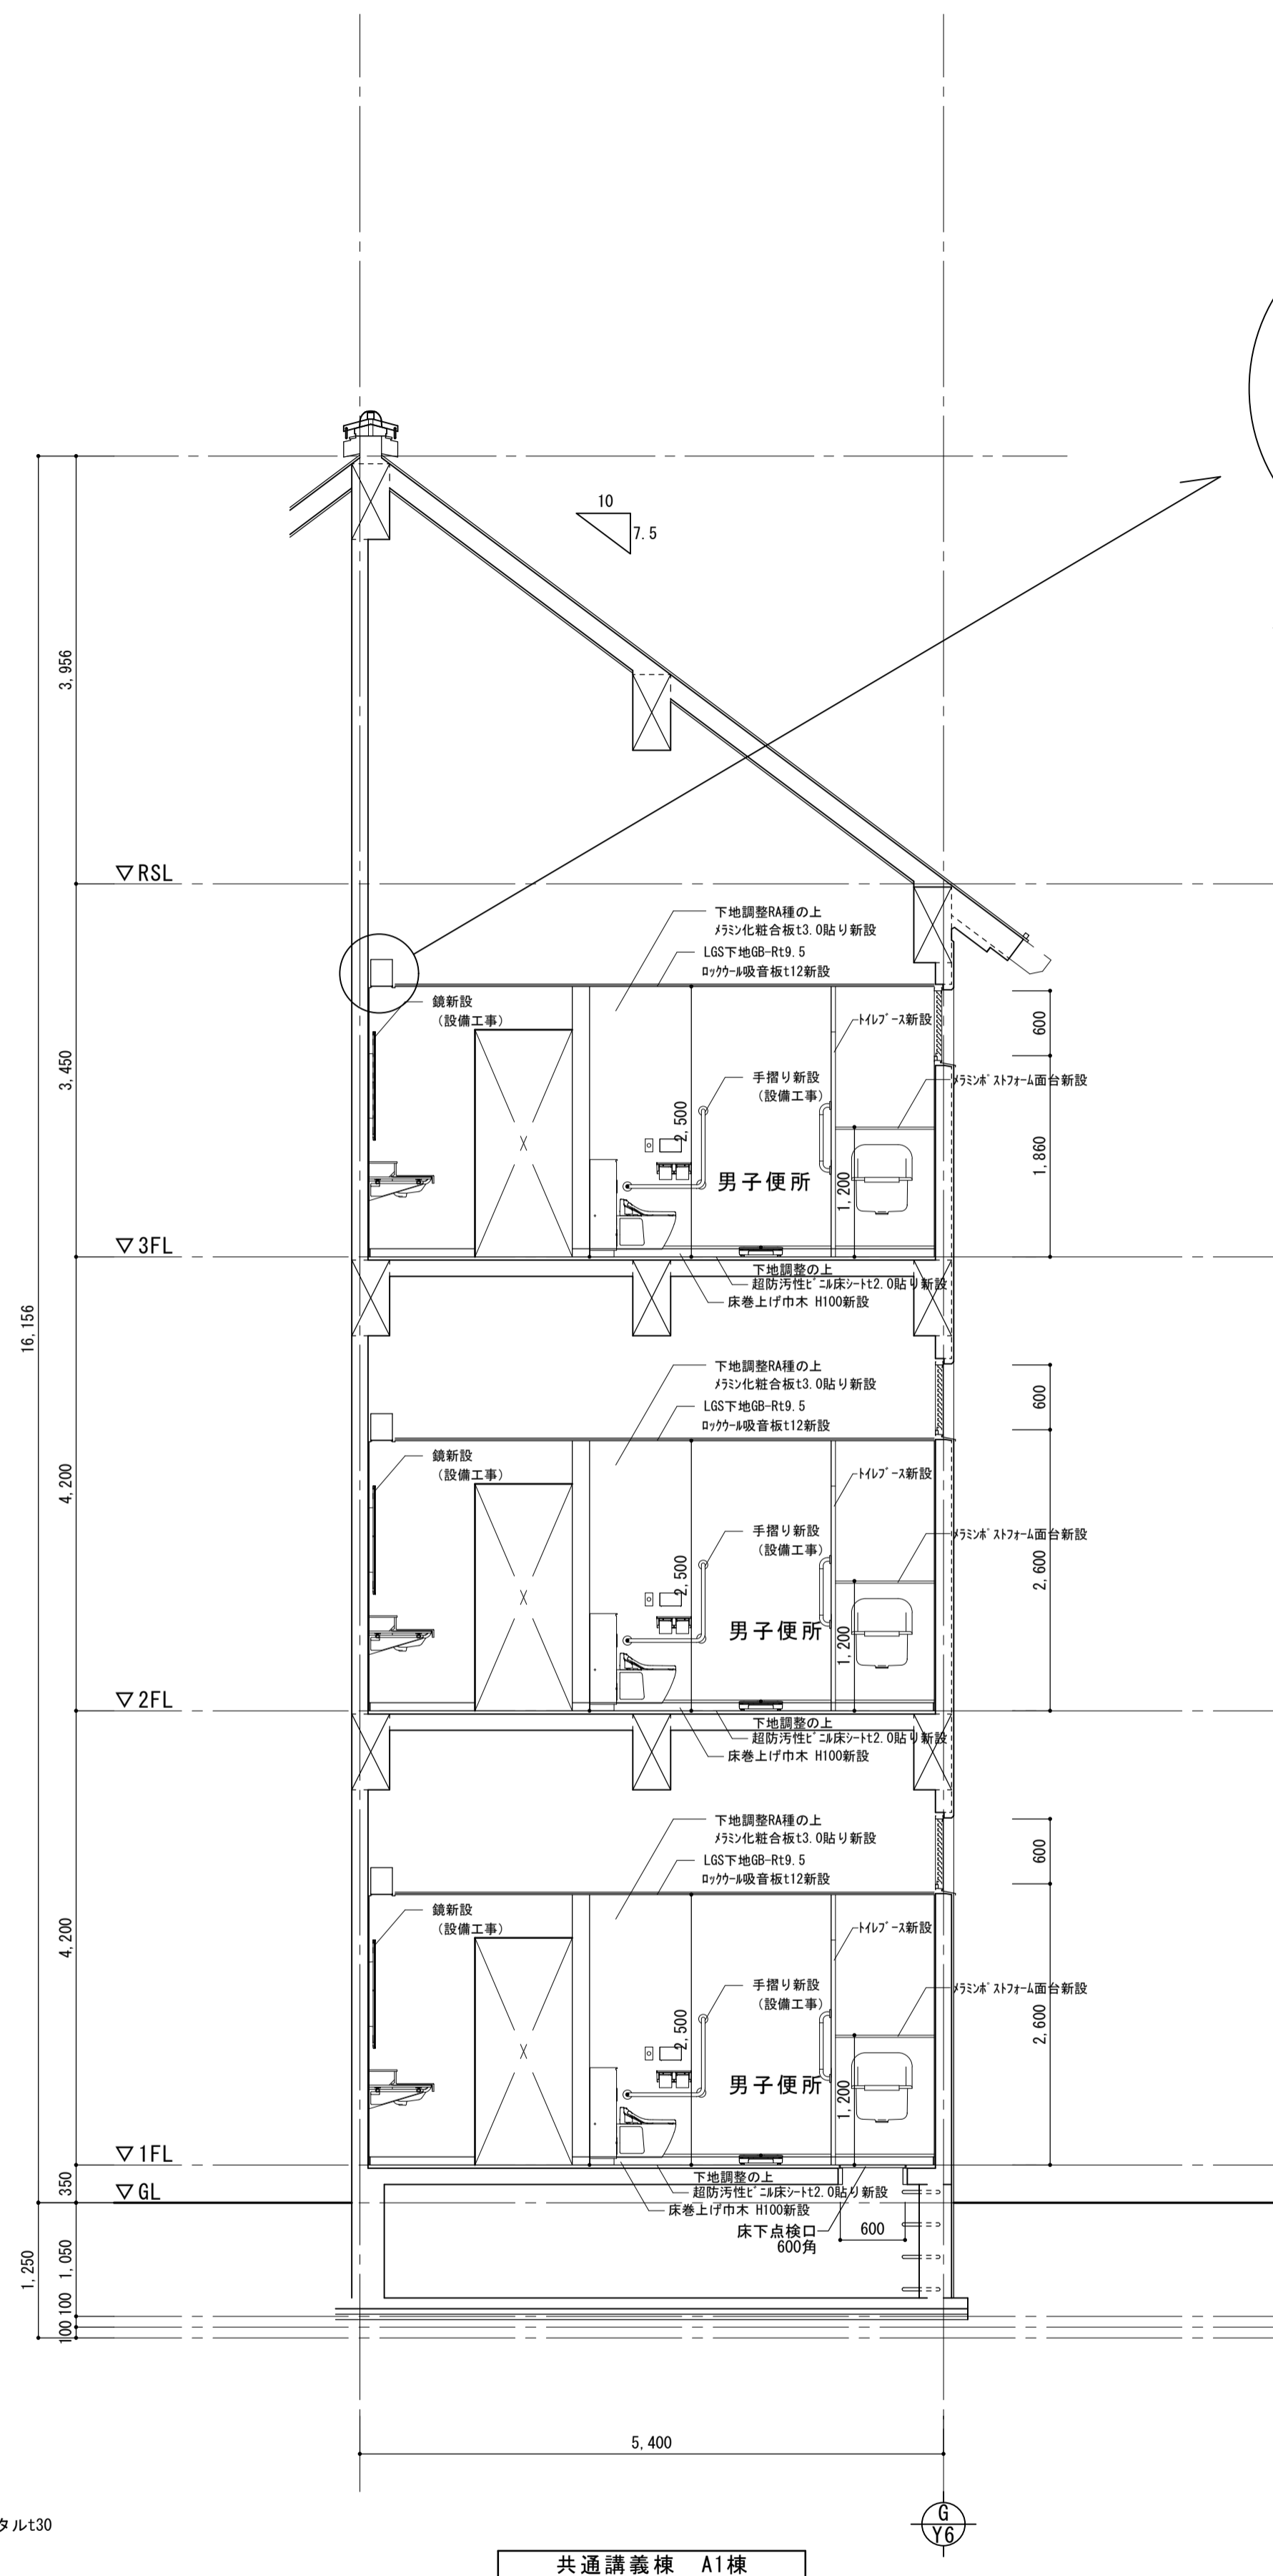 10
7.5
3,956
▽RSL
下地調整RA種の上
ﾒﾗﾐﾝ化粧合板t3.0貼り新設
LGS下地GB-Rt9.5
ﾛｯｸｳｰﾙ吸音板t12新設
鏡新設
(設備工事)
ﾄｲﾚﾌﾞｰｽ新設
600
3,450
手摺り新設
(設備工事)
ﾒﾗﾐﾝﾎﾟｽﾄフォーム面台新設
2,500
1,860
男子便所
1,200
▽3FL
下地調整の上
超防汚性ﾋﾞﾆﾙ床ｼｰﾄt2.0貼り新設
床巻上げ巾木 H100新設
16,156
下地調整RA種の上
ﾒﾗﾐﾝ化粧合板t3.0貼り新設
LGS下地GB-Rt9.5
ﾛｯｸｳｰﾙ吸音板t12新設
600
鏡新設
(設備工事)
ﾄｲﾚﾌﾞｰｽ新設
4,200
手摺り新設
(設備工事)
ﾒﾗﾐﾝﾎﾟｽﾄフォーム面台新設
2,500
2,600
男子便所
1,200
▽2FL
下地調整の上
超防汚性ﾋﾞﾆﾙ床ｼｰﾄt2.0貼り新設
床巻上げ巾木 H100新設
下地調整RA種の上
ﾒﾗﾐﾝ化粧合板t3.0貼り新設
LGS下地GB-Rt9.5
ﾛｯｸｳｰﾙ吸音板t12新設
600
鏡新設
(設備工事)
ﾄｲﾚﾌﾞｰｽ新設
4,200
手摺り新設
(設備工事)
ﾒﾗﾐﾝﾎﾟｽﾄフォーム面台新設
2,500
2,600
男子便所
1,200
▽1FL
下地調整の上
超防汚性ﾋﾞﾆﾙ床ｼｰﾄt2.0貼り新設
床巻上げ巾木 H100新設
350
▽GL
床下点検口
600角
600
1,250
1,050
100
100
5,400
タルt30
G
Y6
共通講義棟 A1棟